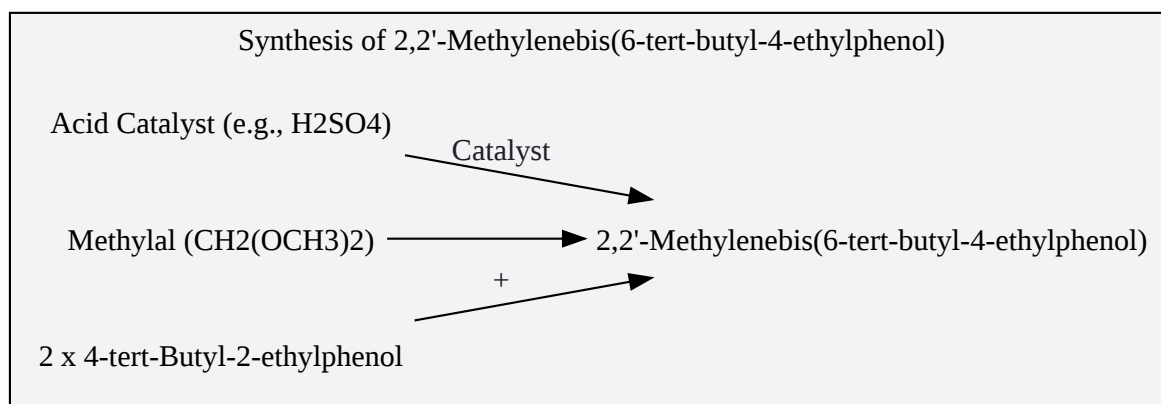 Synthesis of 2,2'-Methylenebis(6-tert-butyl-4-ethylphenol)
Acid Catalyst (e.g., H2SO4)
Catalyst
Methylal (CH2(OCH3)2)
2,2'-Methylenebis(6-tert-butyl-4-ethylphenol)
+
2 x 4-tert-Butyl-2-ethylphenol